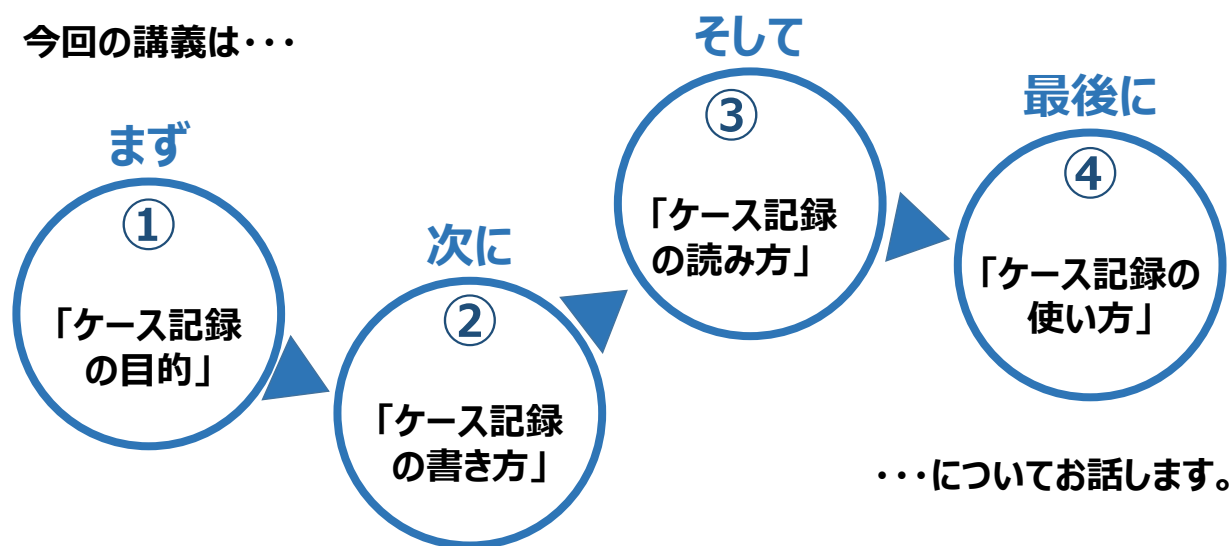 今回の講義は・・・
まず
①
「ケース記録
の目的」
次に
②
「ケース記録
の書き方」
そして
③
「ケース記録
の読み方」
最後に
④
「ケース記録の
使い方」
・・・についてお話します。